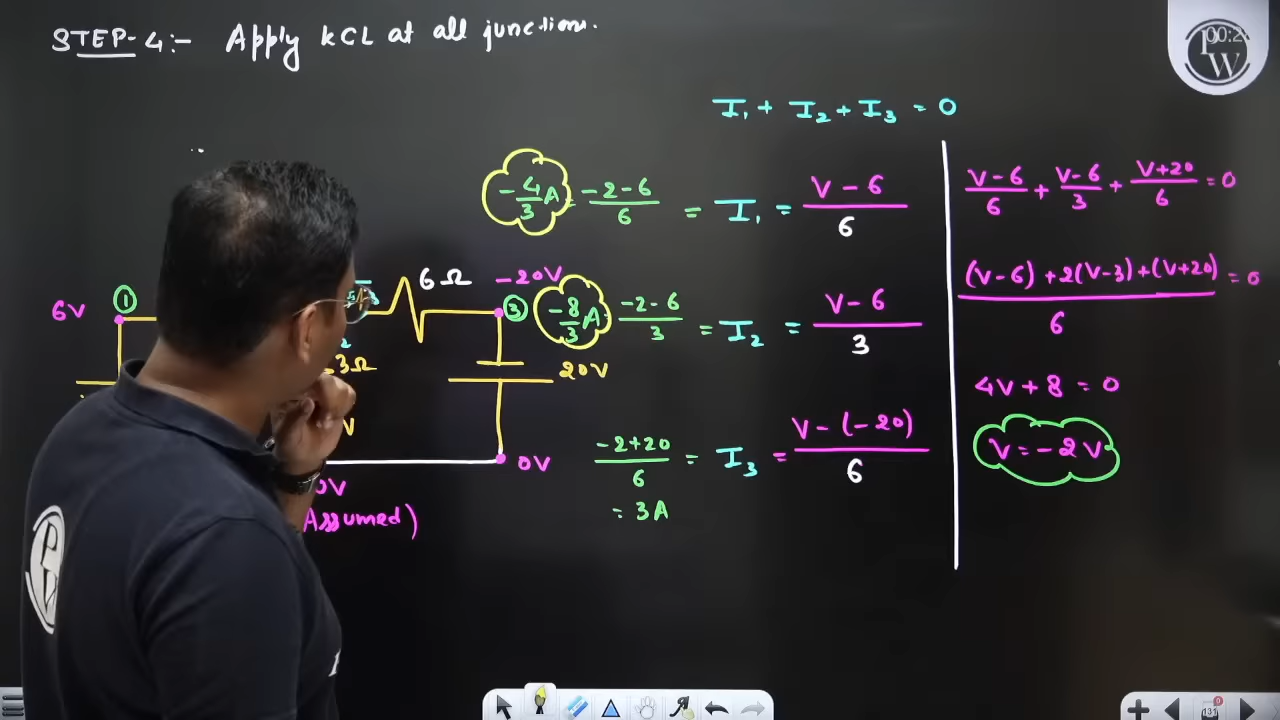 STEP-4:- Apply KCL at all junctions.
I₁ + I₂ + I₃ = 0
-4/3 A = (-2-6)/6 = I₁ = (V-6)/6
-8/3 A = (-2-6)/3 = I₂ = (V-6)/3
(-2+20)/6 = I₃ = (V-(-20))/6
= 3A
(V-6)/6 + (V-6)/3 + (V+20)/6 = 0
((V-6) + 2(V-3) + (V+20))/6 = 0
4V + 8 = 0
V = -2V
6V ① 6Ω -20V ③
3Ω 20V
V
0V 0V
Assumed)
PW
131